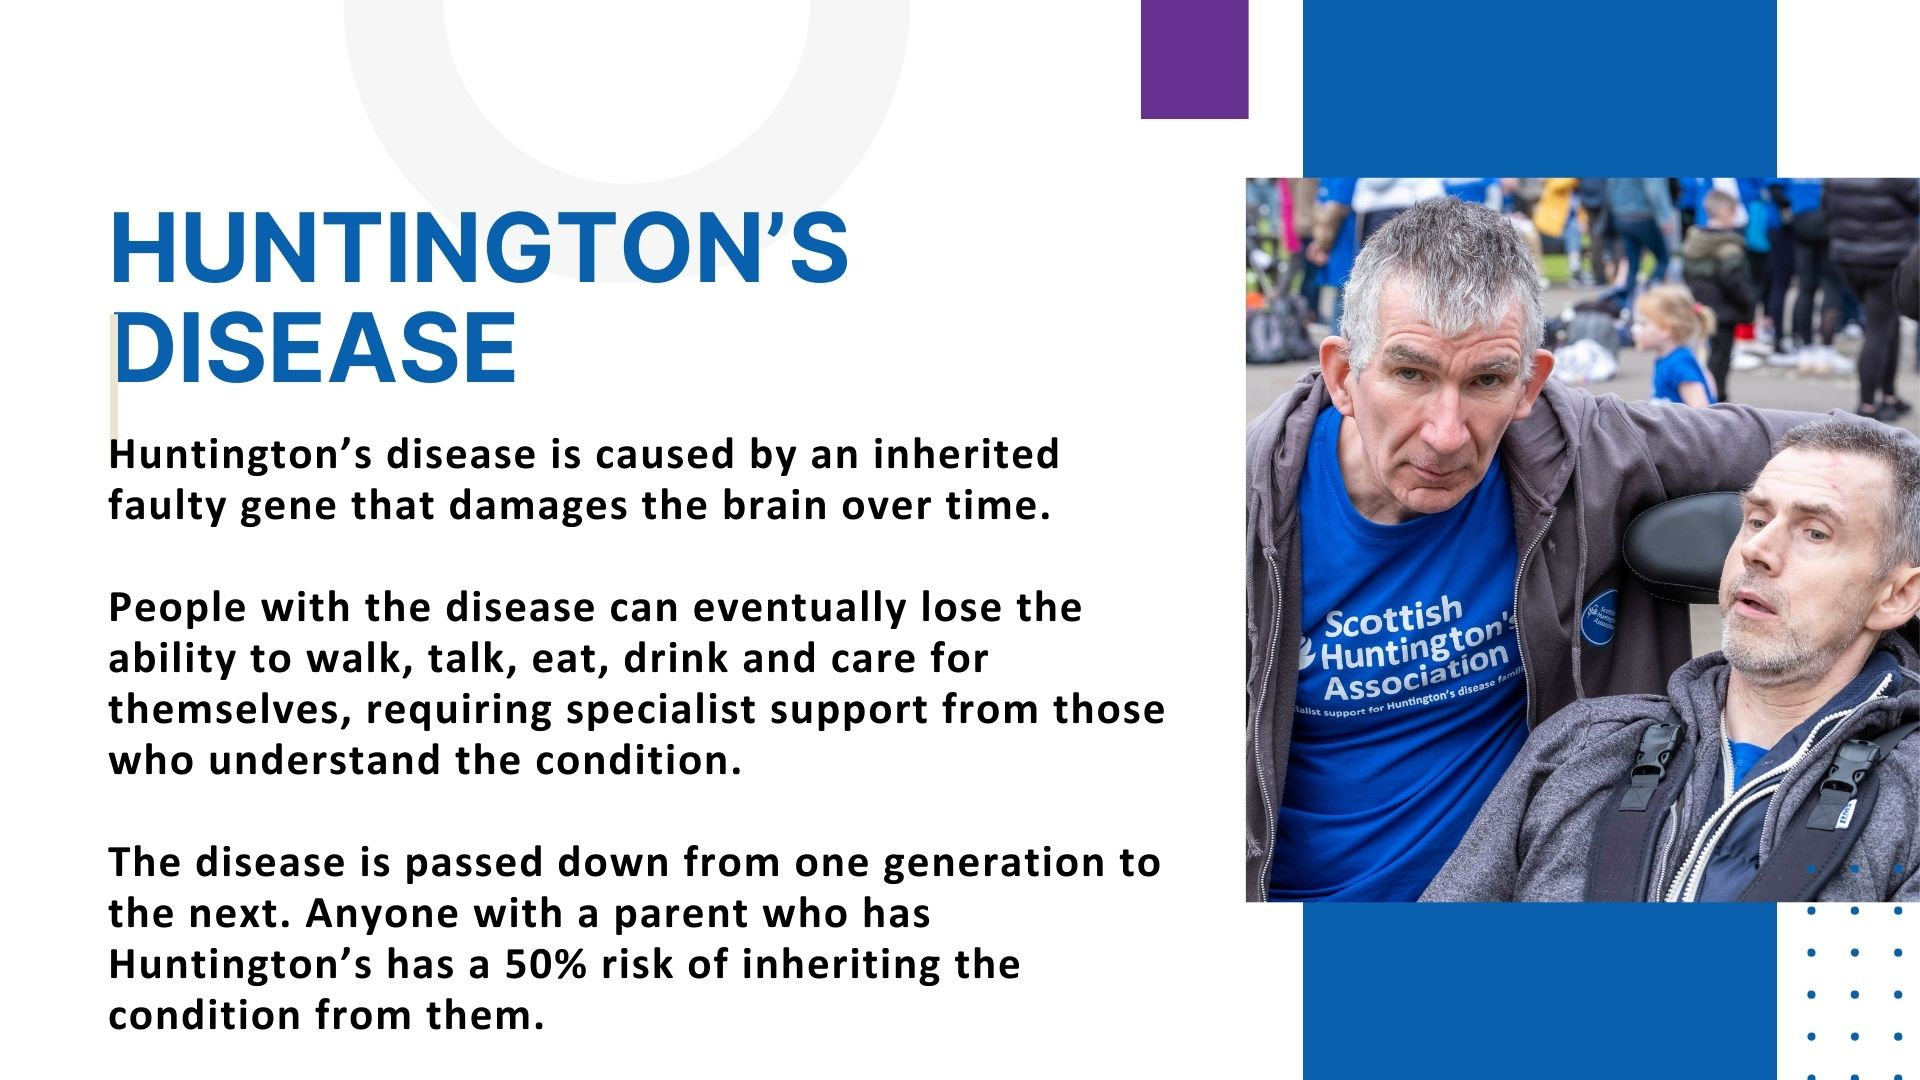 HUNTINGTON’S
DISEASE
Huntington’s disease is caused by an inherited
faulty gene that damages the brain over time.
People with the disease can eventually lose the
ability to walk, talk, eat, drink and care for
themselves, requiring specialist support from those
who understand the condition.
The disease is passed down from one generation to
the next. Anyone with a parent who has
Huntington’s has a 50% risk of inheriting the
condition from them.
Scottish
Huntington's
Association
support for Huntington's disease